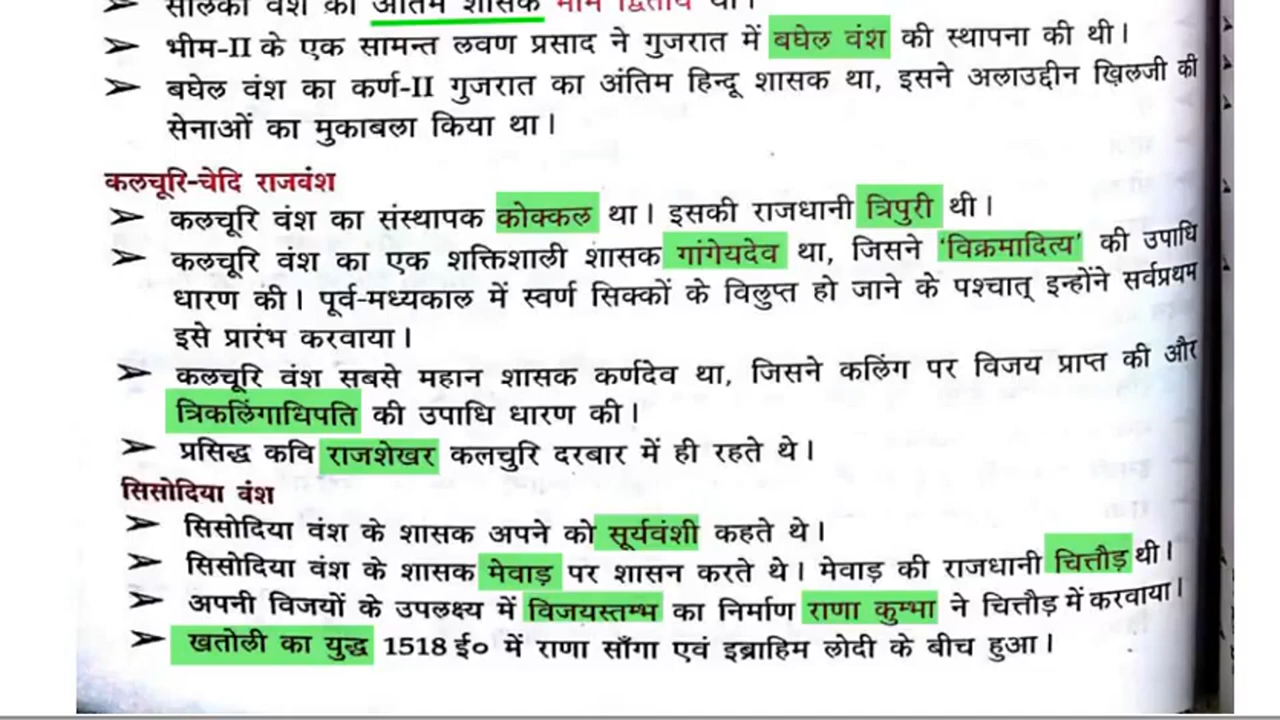 सोलंकी वंश का अंतिम शासक भीम द्वितीय था।
➢ भीम-II के एक सामन्त लवण प्रसाद ने गुजरात में बघेल वंश की स्थापना की थी।
➢ बघेल वंश का कर्ण-II गुजरात का अंतिम हिन्दू शासक था, इसने अलाउद्दीन ख़िलजी की
सेनाओं का मुकाबला किया था।
कलचूरि-चेदि राजवंश
➢ कलचूरि वंश का संस्थापक कोक्कल था। इसकी राजधानी त्रिपुरी थी।
➢ कलचूरि वंश का एक शक्तिशाली शासक गांगेयदेव था, जिसने 'विक्रमादित्य' की उपाधि
धारण की। पूर्व-मध्यकाल में स्वर्ण सिक्कों के विलुप्त हो जाने के पश्चात् इन्होंने सर्वप्रथम
इसे प्रारंभ करवाया।
➢ कलचूरि वंश सबसे महान शासक कर्णदेव था, जिसने कलिंग पर विजय प्राप्त की और
त्रिकलिंगाधिपति की उपाधि धारण की।
➢ प्रसिद्ध कवि राजशेखर कलचुरि दरबार में ही रहते थे।
सिसोदिया वंश
➢ सिसोदिया वंश के शासक अपने को सूर्यवंशी कहते थे।
➢ सिसोदिया वंश के शासक मेवाड़ पर शासन करते थे। मेवाड़ की राजधानी चित्तौड़ थी।
➢ अपनी विजयों के उपलक्ष्य में विजयस्तम्भ का निर्माण राणा कुम्भा ने चित्तौड़ में करवाया।
➢ खतोली का युद्ध 1518 ई० में राणा साँगा एवं इब्राहिम लोदी के बीच हुआ।